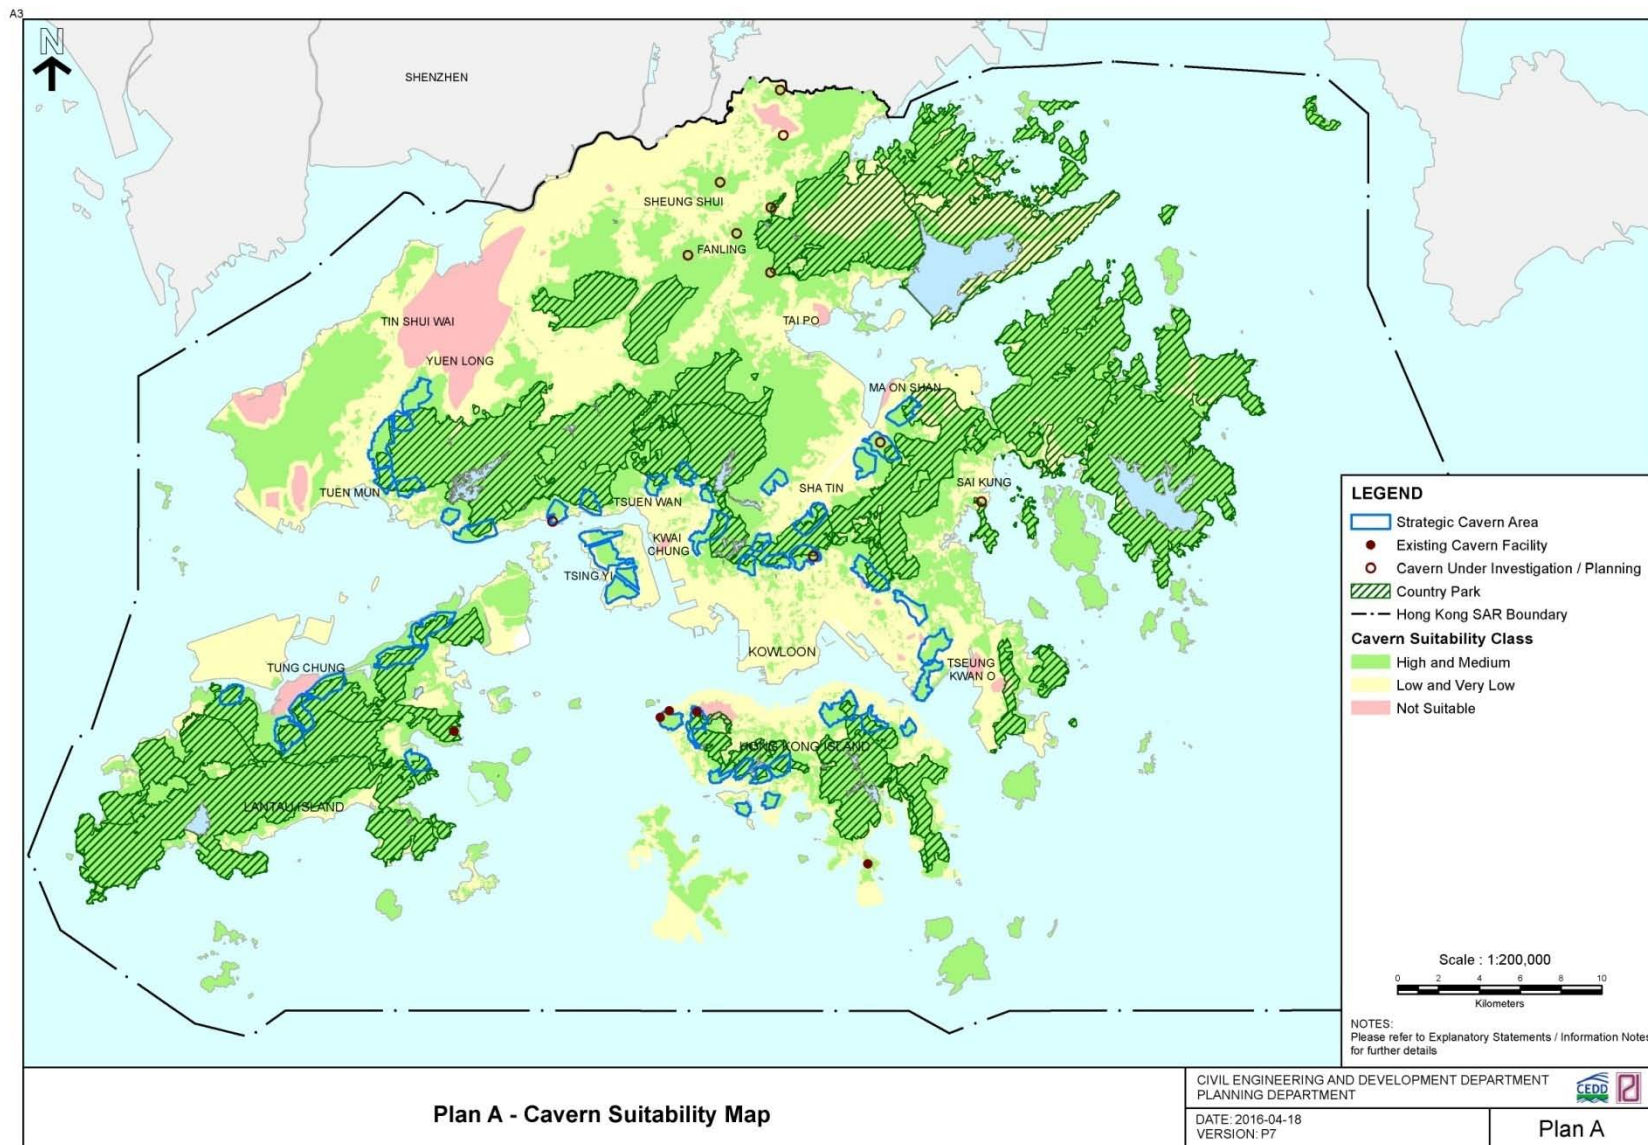 A3
N
SHENZHEN
SHEUNG SHUI
FANLING
TIN SHUI WAI
TAI PO
YUEN LONG
MA ON SHAN
TUEN MUN
TSUEN WAN
SHA TIN
SAI KUNG
KWAI
CHUNG
TSING YI
TUNG CHUNG
KOWLOON
TSEUNG
KWAN O
HONG KONG ISLAND
LANTAU ISLAND
LEGEND
Strategic Cavern Area
Existing Cavern Facility
Cavern Under Investigation / Planning
Country Park
Hong Kong SAR Boundary
Cavern Suitability Class
High and Medium
Low and Very Low
Not Suitable
Scale : 1:200,000
0 2 4 6 8 10
Kilometers
NOTES:
Please refer to Explanatory Statements / Information Notes
for further details
Plan A - Cavern Suitability Map
CIVIL ENGINEERING AND DEVELOPMENT DEPARTMENT
PLANNING DEPARTMENT
CEDD
DATE: 2016-04-18
VERSION: P7
Plan A